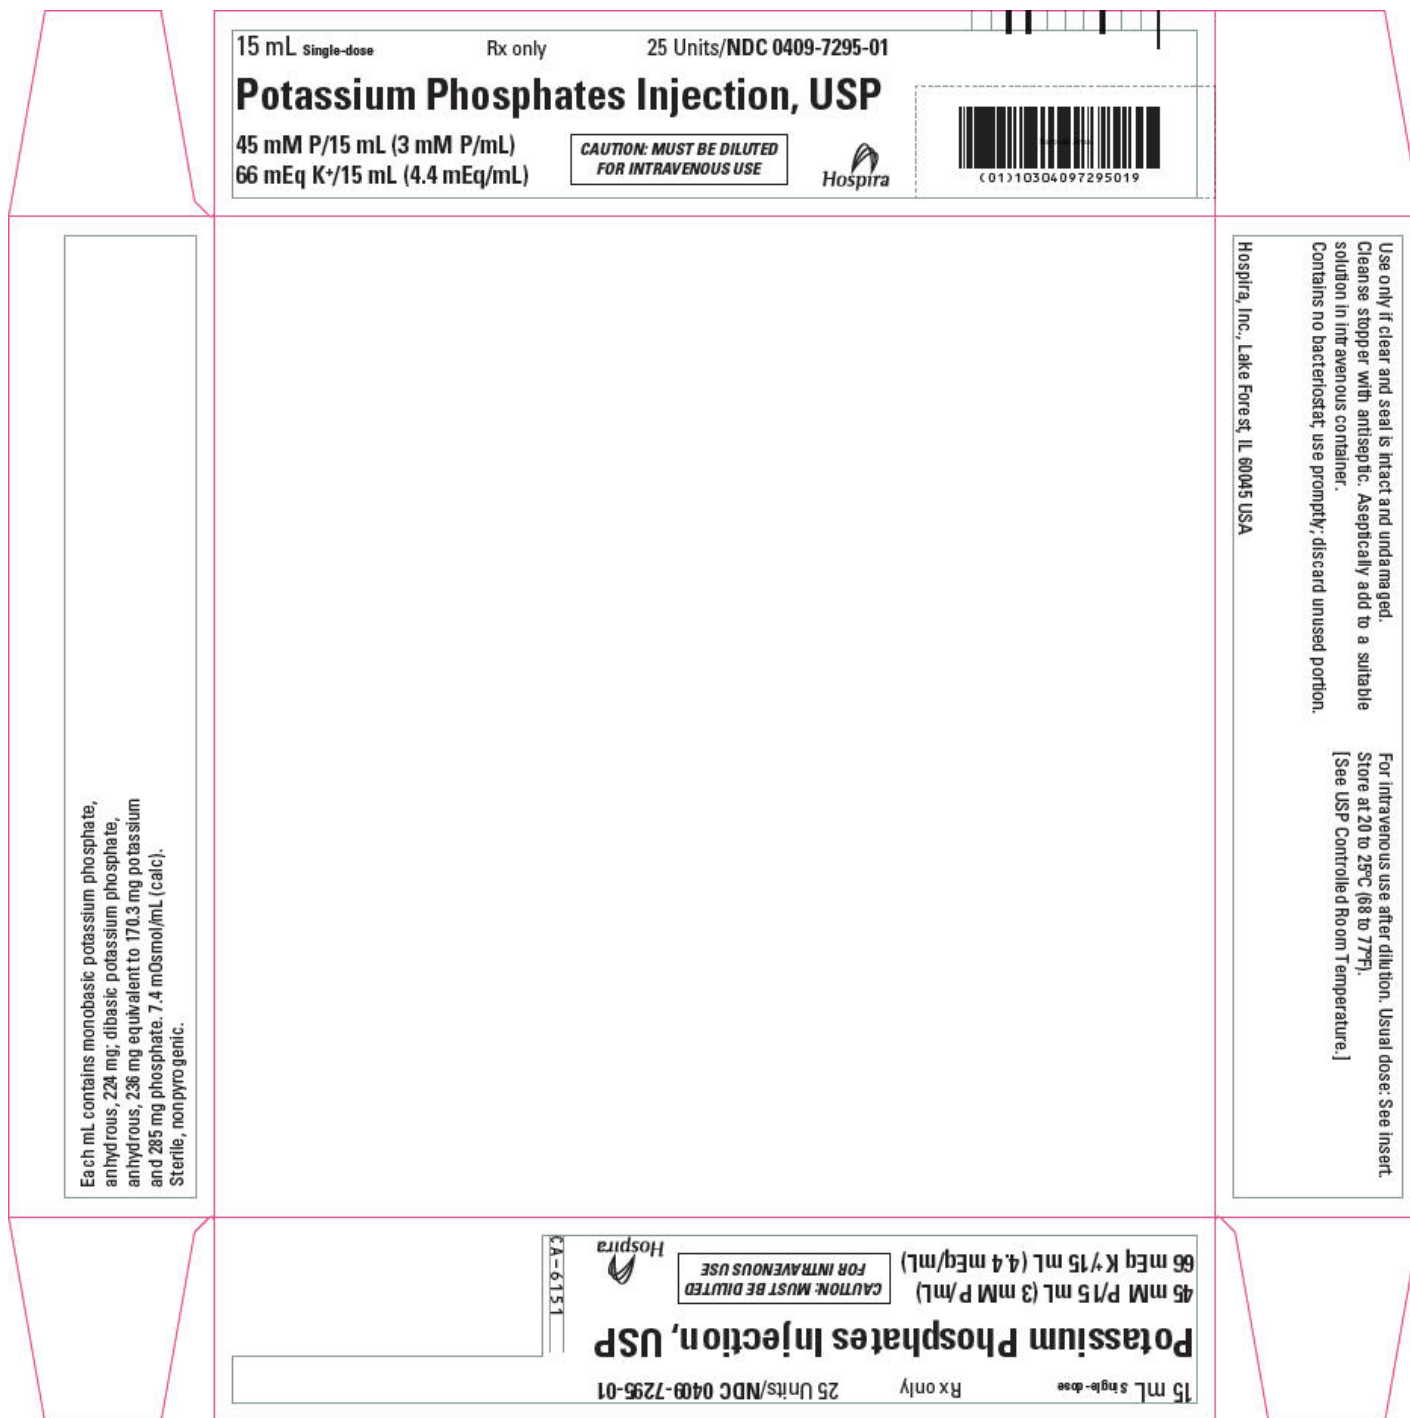 15 mL Single-dose Rx only 25 Units/NDC 0409-7295-01
Potassium Phosphates Injection, USP
45 mM P/15 mL (3 mM P/mL)
66 mEq K+/15 mL (4.4 mEq/mL)
CAUTION: MUST BE DILUTED
FOR INTRAVENOUS USE
Hospira
(01)10304097295019
Use only if clear and seal is intact and undamaged.
Cleanse stopper with antiseptic. Aseptically add to a suitable
solution in intravenous container.
Contains no bacteriostat; use promptly; discard unused portion.
Hospira, Inc., Lake Forest, IL 60045 USA
For intravenous use after dilution. Usual dose: See insert.
Store at 20 to 25°C (68 to 77°F).
[See USP Controlled Room Temperature.]
Each mL contains monobasic potassium phosphate,
anhydrous, 224 mg; dibasic potassium phosphate,
anhydrous, 236 mg equivalent to 170.3 mg potassium
and 285 mg phosphate. 7.4 mOsmol/mL (calc).
Sterile, nonpyrogenic.
15 mL Single-dose Rx only 25 Units/NDC 0409-7295-01
Potassium Phosphates Injection, USP
45 mM P/15 mL (3 mM P/mL)
66 mEq K+/15 mL (4.4 mEq/mL)
CAUTION: MUST BE DILUTED
FOR INTRAVENOUS USE
Hospira
CA-6151